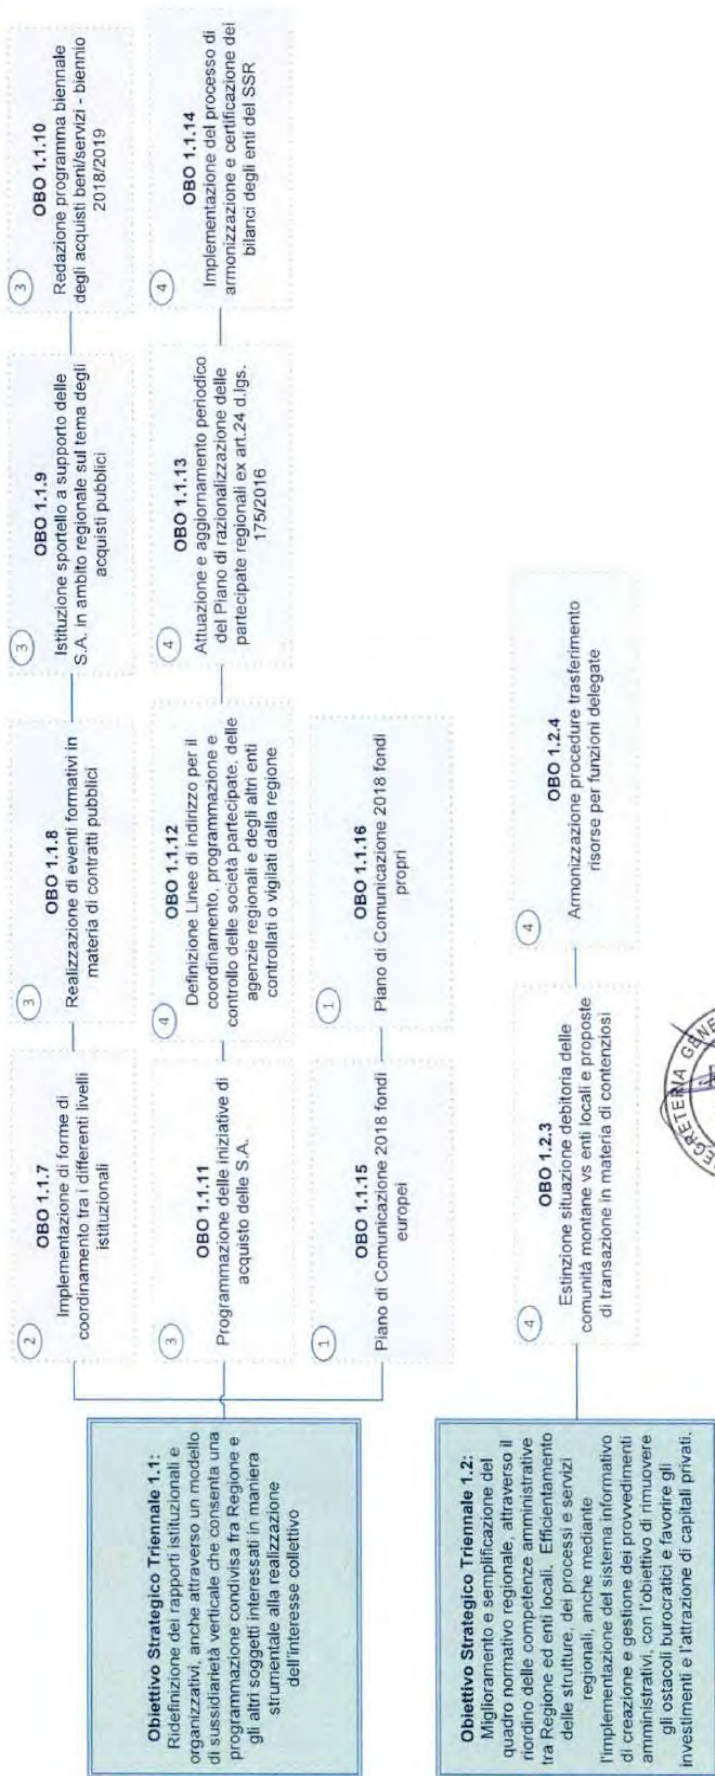 Obiettivo Strategico Triennale 1.1:
Ridefinizione dei rapporti istituzionali e
organizzativi, anche attraverso un modello
di sussidiarietà verticale che consenta una
programmazione condivisa fra Regione e
gli altri soggetti interessati in maniera
strumentale alla realizzazione
dell'interesse collettivo
2
OBO 1.1.7
Implementazione di forme di
coordinamento tra i differenti livelli
istituzionali
3
OBO 1.1.8
Realizzazione di eventi formativi in
materia di contratti pubblici
3
OBO 1.1.9
Istituzione sportello a supporto delle
S.A. in ambito regionale sul tema degli
acquisti pubblici
3
OBO 1.1.10
Redazione programma biennale
degli acquisti beni/servizi - biennio
2018/2019
3
OBO 1.1.11
Programmazione delle iniziative di
acquisto delle S.A.
4
OBO 1.1.12
Definizione Linee di indirizzo per il
coordinamento, programmazione e
controllo delle società partecipate, delle
agenzie regionali e degli altri enti
controllati o vigilati dalla regione
4
OBO 1.1.13
Attuazione e aggiornamento periodico
del Piano di razionalizzazione delle
partecipate regionali ex art.24 d.lgs.
175/2016
4
OBO 1.1.14
Implementazione del processo di
armonizzazione e certificazione dei
bilanci degli enti del SSR
1
OBO 1.1.15
Piano di Comunicazione 2018 fondi
europei
1
OBO 1.1.16
Piano di Comunicazione 2018 fondi
propri
Obiettivo Strategico Triennale 1.2:
Miglioramento e semplificazione del
quadro normativo regionale, attraverso il
riordino delle competenze amministrative
tra Regione ed enti locali. Efficientamento
delle strutture, dei processi e servizi
regionali, anche mediante
l'implementazione del sistema informativo
di creazione e gestione dei provvedimenti
amministrativi, con l'obiettivo di rimuovere
gli ostacoli burocratici e favorire gli
investimenti e l'attrazione di capitali privati.
4
OBO 1.2.3
Estinzione situazione debitoria delle
comunità montane vs enti locali e proposte
di transazione in materia di contenziosi
4
OBO 1.2.4
Armonizzazione procedure trasferimento
risorse per funzioni delegate